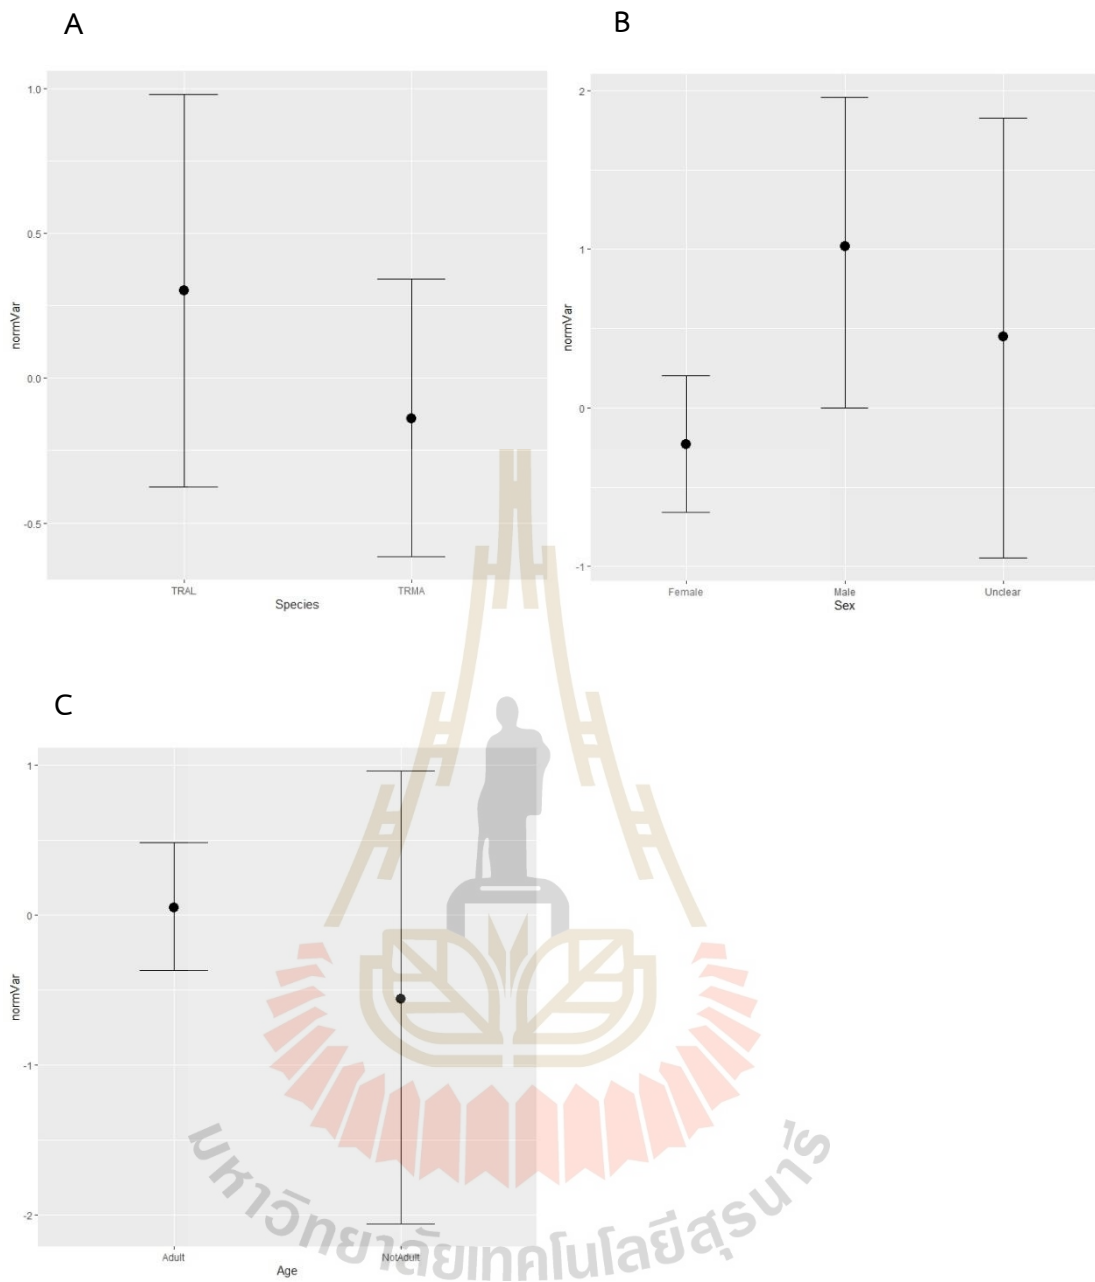 A
B
1.0
0.5
0.0
-0.5
normVar
TRAL
TRMA
Species
2
1
0
-1
normVar
Female
Male
Unclear
Sex
C
1
0
-1
-2
normVar
Adult
NotAdult
Age
มหาวิทยาลัยเทคโนโลยีสุรนารี